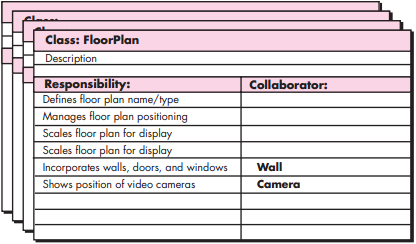 Class:
Class: FloorPlan
Description
Responsibility: Collaborator:
Defines floor plan name/type
Manages floor plan positioning
Scales floor plan for display
Scales floor plan for display
Incorporates walls, doors, and windows Wall
Shows position of video cameras Camera